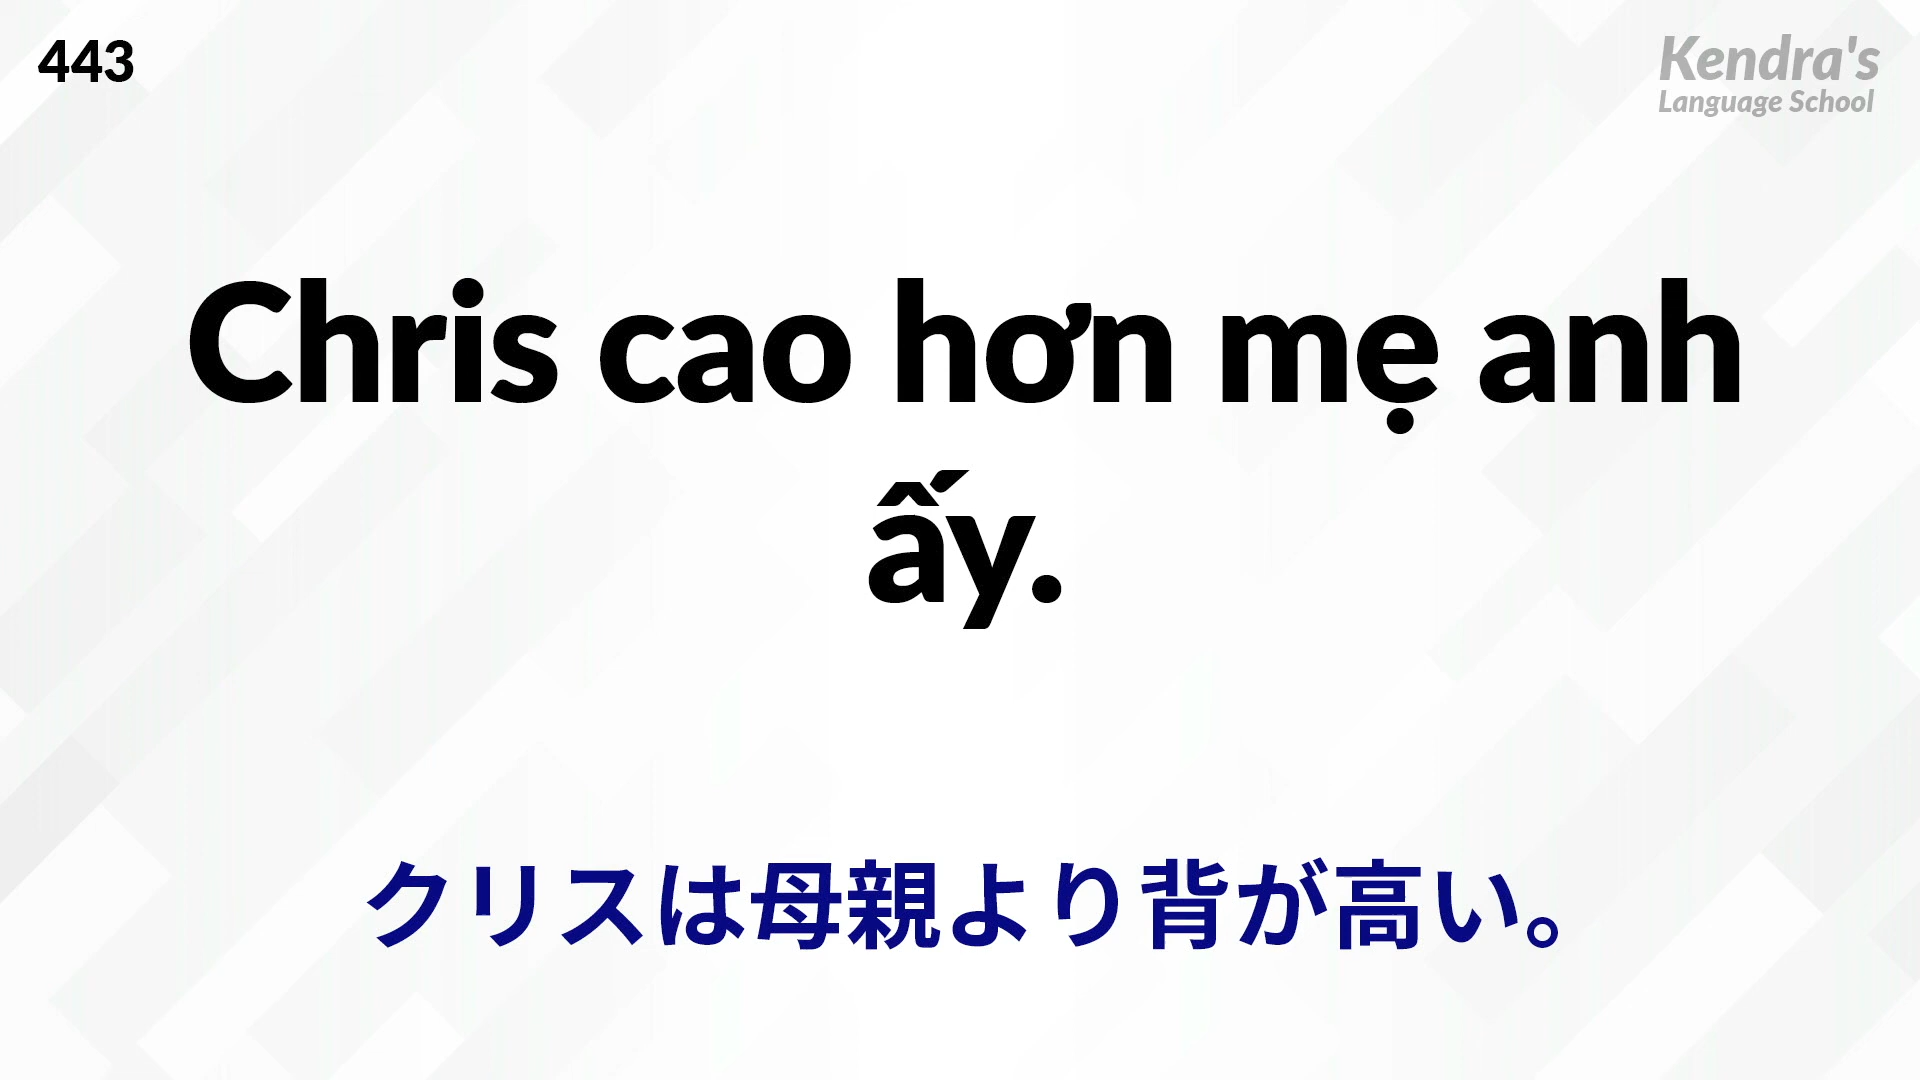 443
Kendra's
Language School
Chris cao hơn mẹ anh
ấy.
クリスは母親より背が高い。